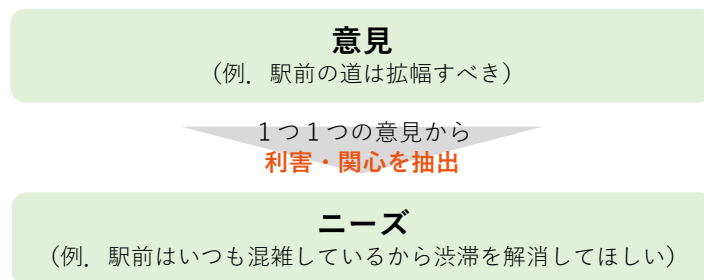 意見
（例．駅前の道は拡幅すべき）
１つ１つの意見から
利害・関心を抽出
ニーズ
（例．駅前はいつも混雑しているから渋滞を解消してほしい）